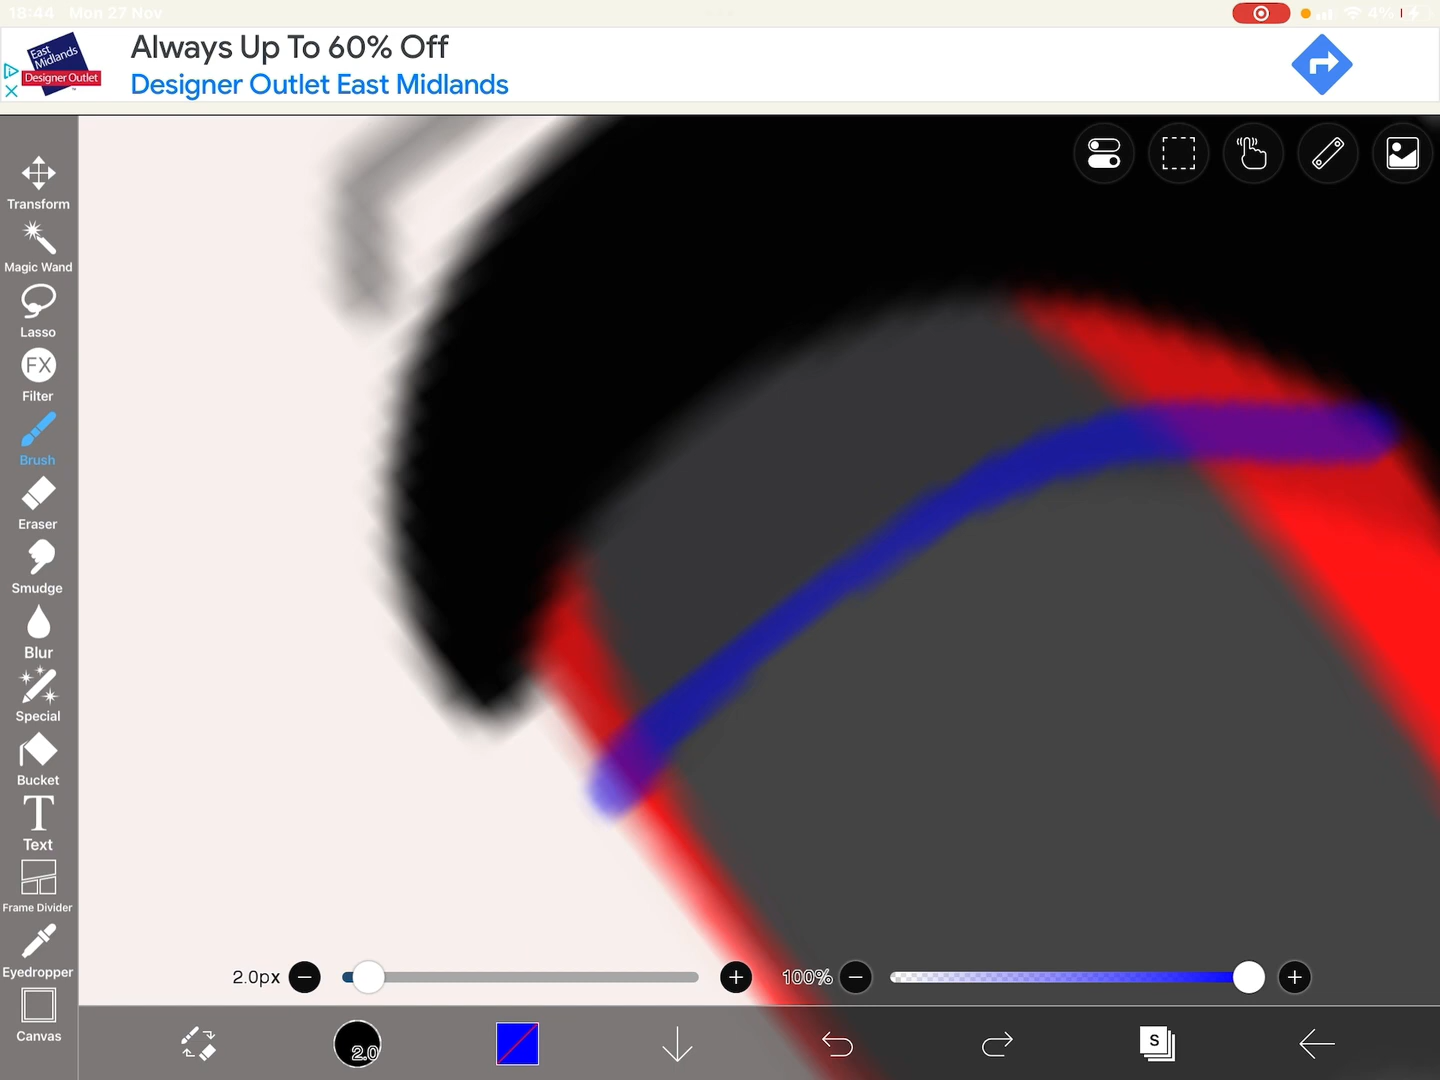 18:44 Mon 27 Nov
4%
East
Midlands
Designer Outlet
Always Up To 60% Off
Designer Outlet East Midlands
Transform
Magic Wand
Lasso
FX
Filter
Brush
Eraser
Smudge
Blur
Special
Bucket
T
Text
Frame Divider
Eyedropper
Canvas
2.0px
100%
2.0
S